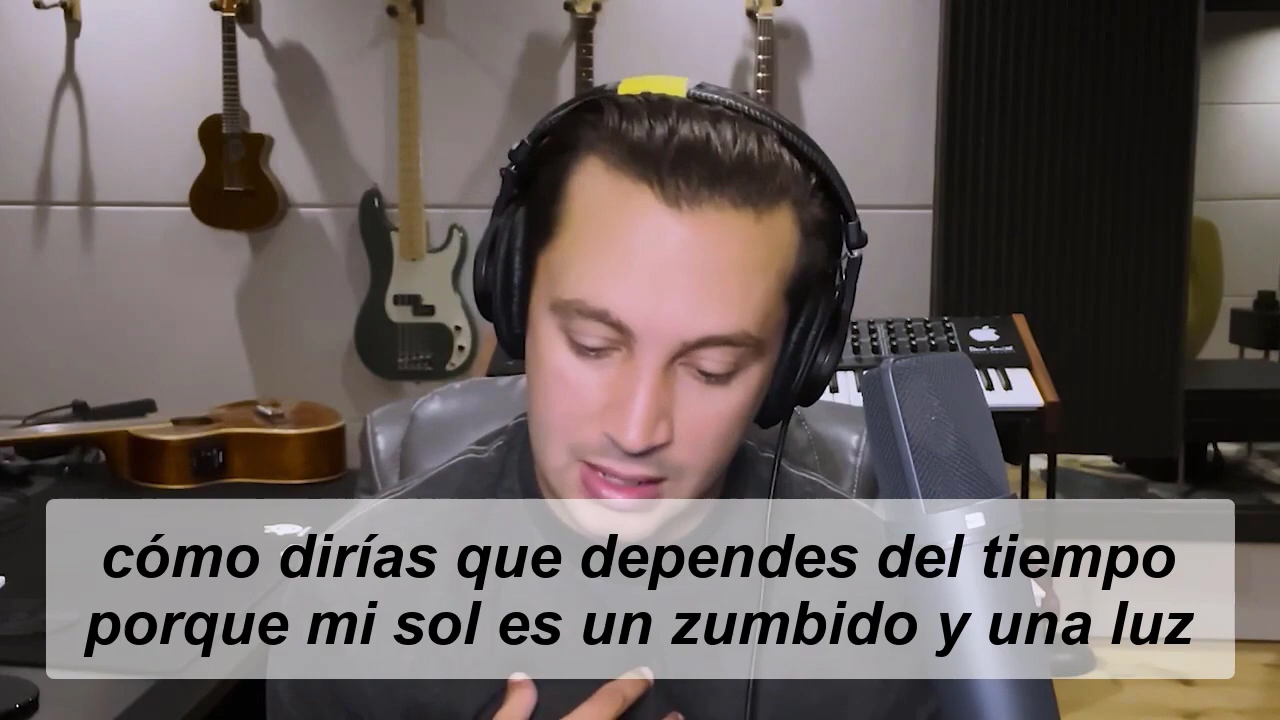 cómo dirías que dependes del tiempo
porque mi sol es un zumbido y una luz